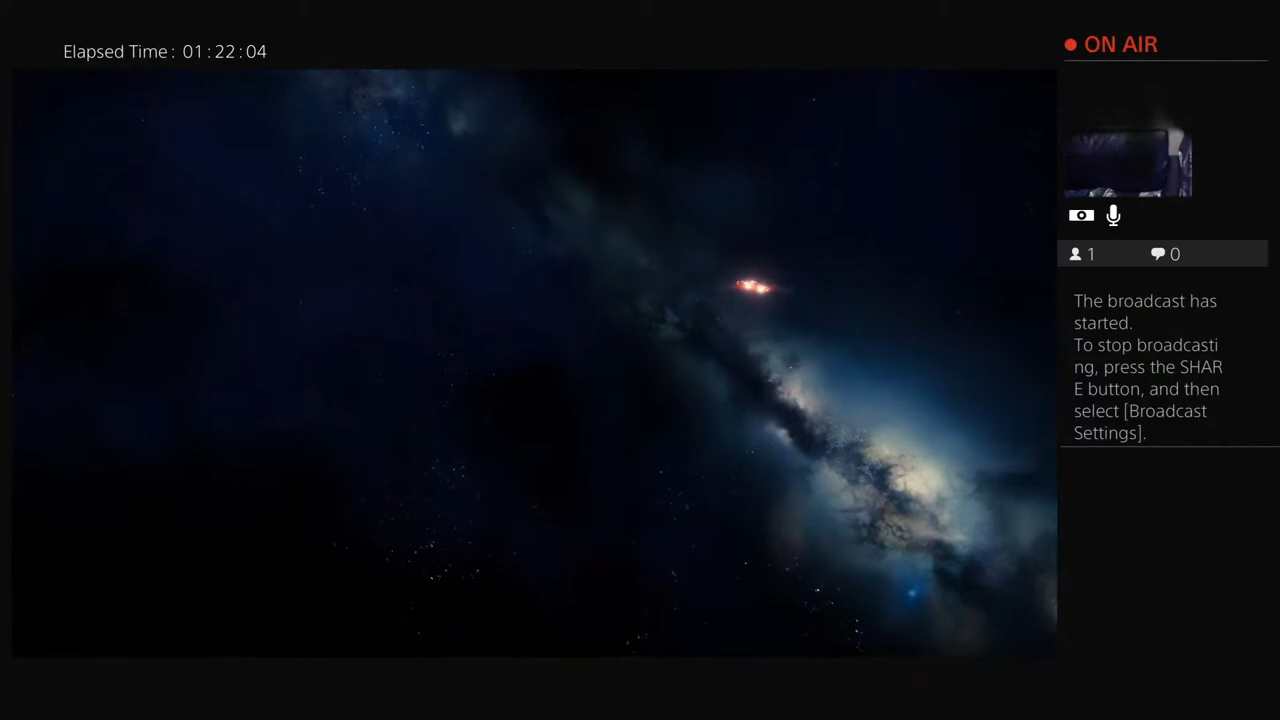 Elapsed Time: 01:22:04
ON AIR
1 0
The broadcast has
started.
To stop broadcasti
ng, press the SHAR
E button, and then
select [Broadcast
Settings].